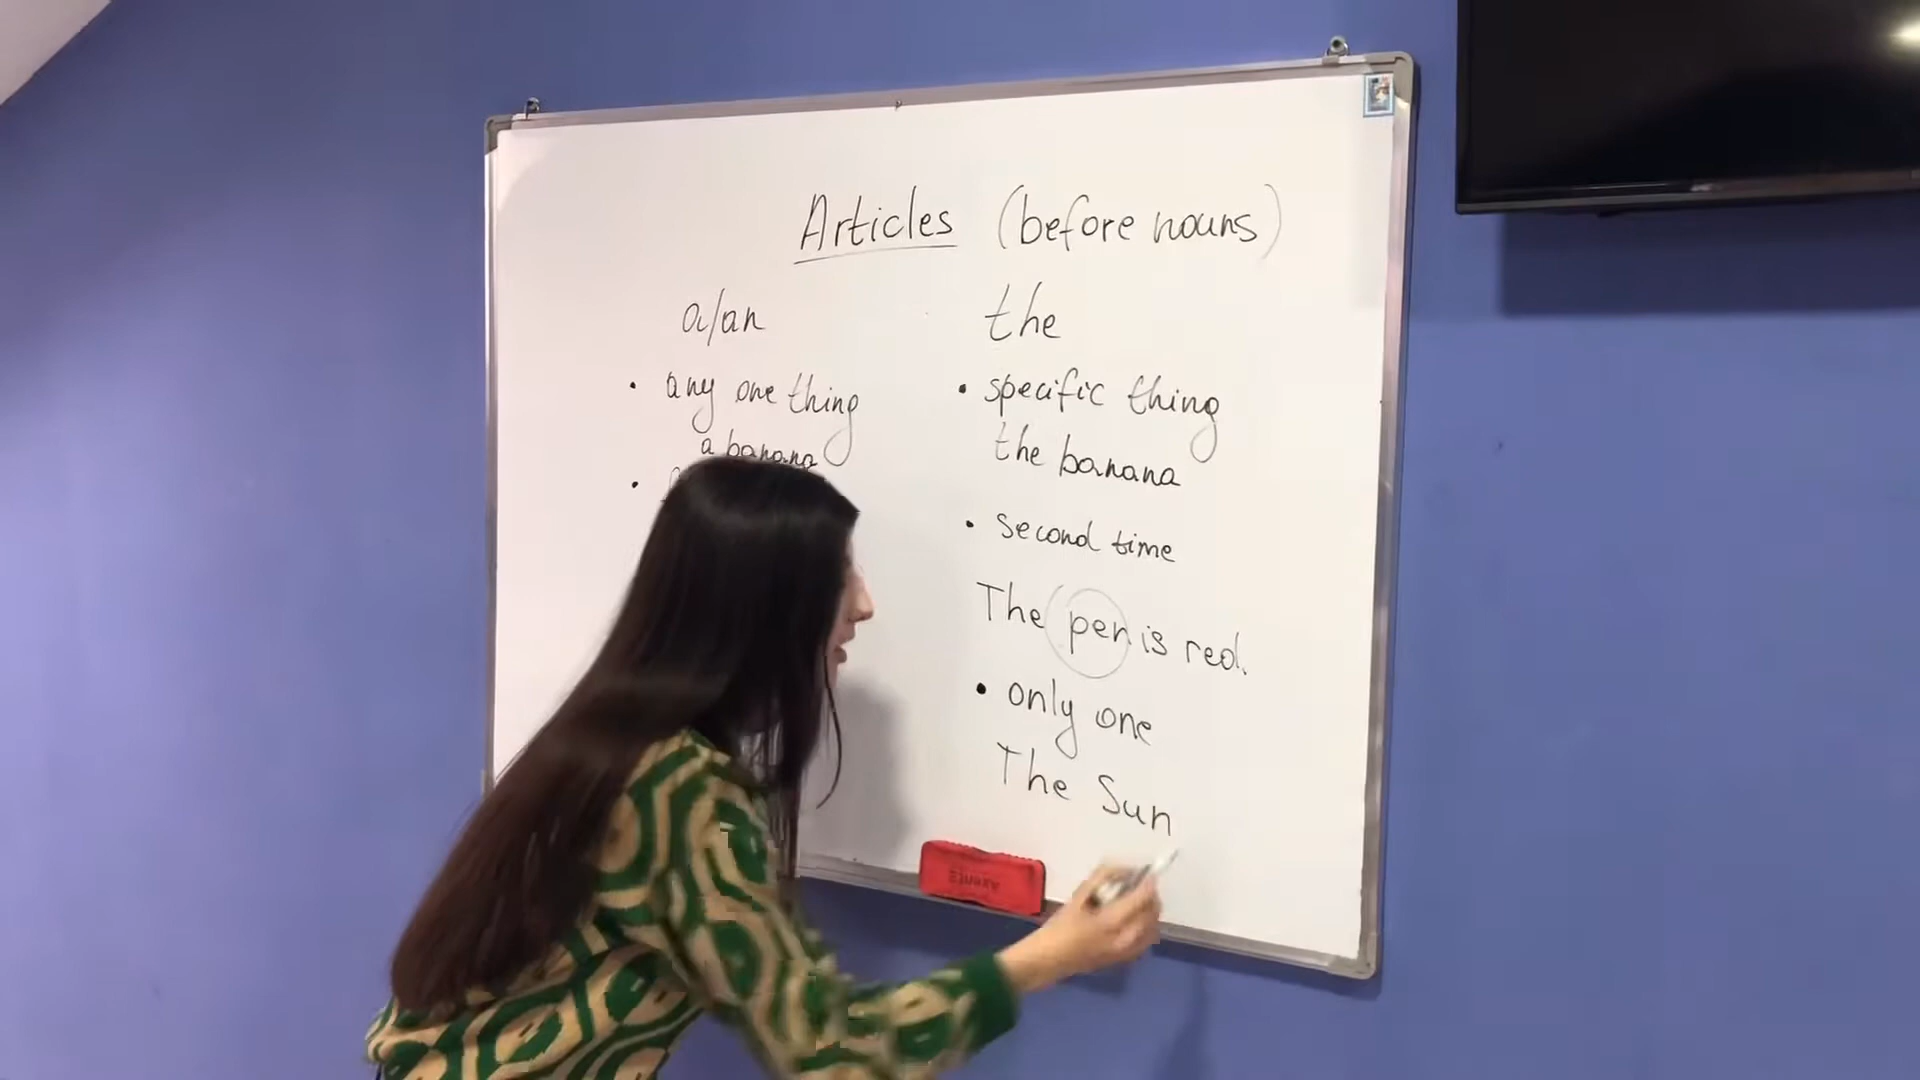 Articles (before nouns)
a/an
• any one thing
a banana
•
the
• specific thing
the banana
• second time
The pen is red.
• only one
The Sun